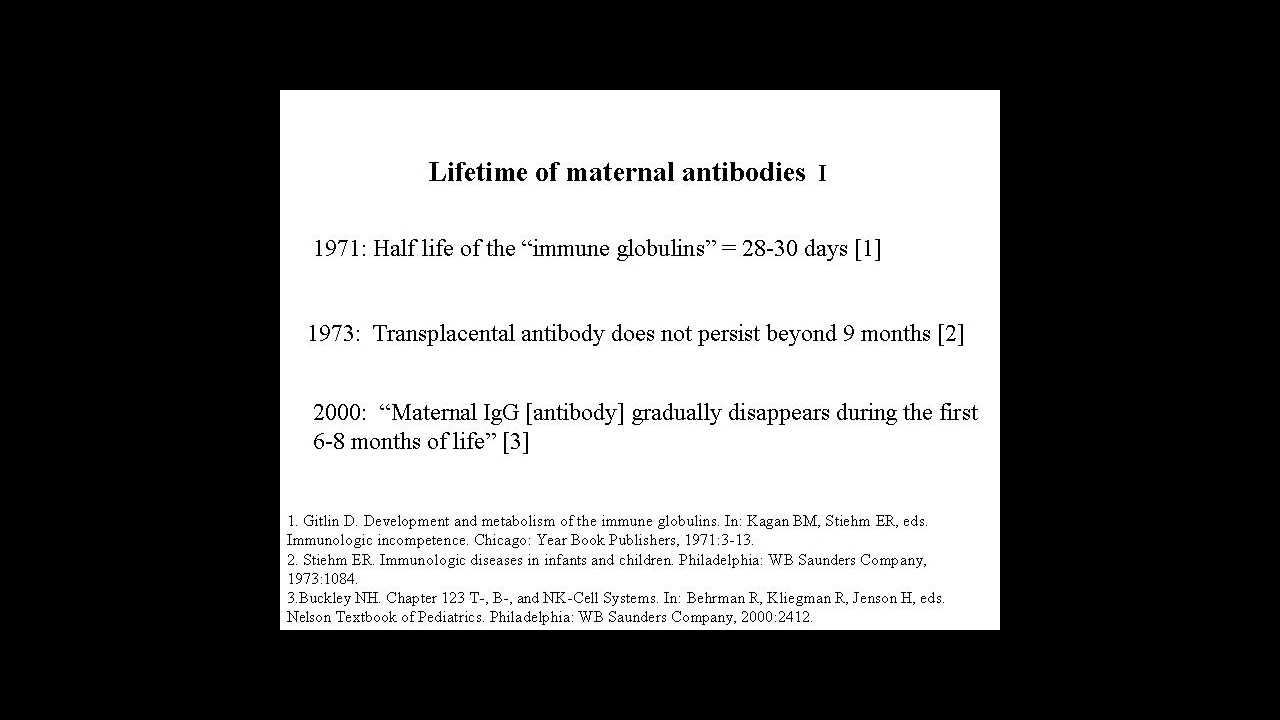 Lifetime of maternal antibodies I
1971: Half life of the “immune globulins” = 28-30 days [1]
1973:  Transplacental antibody does not persist beyond 9 months [2]
2000:  “Maternal IgG [antibody] gradually disappears during the first
6-8 months of life” [3]
1. Gitlin D. Development and metabolism of the immune globulins. In: Kagan BM, Stiehm ER, eds.
Immunologic incompetence. Chicago: Year Book Publishers, 1971:3-13.
2. Stiehm ER. Immunologic diseases in infants and children. Philadelphia: WB Saunders Company,
1973:1084.
3.Buckley NH. Chapter 123 T-, B-, and NK-Cell Systems. In: Behrman R, Kliegman R, Jenson H, eds.
Nelson Textbook of Pediatrics. Philadelphia: WB Saunders Company, 2000:2412.